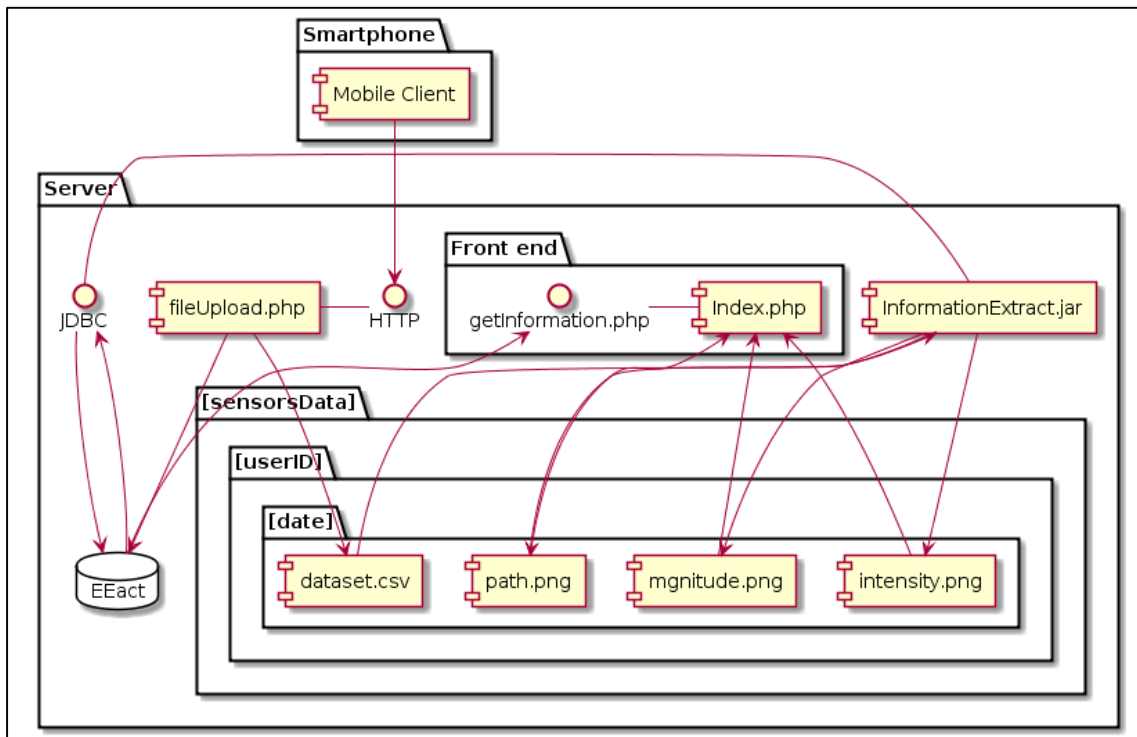 Smartphone
Mobile Client
Server
Front end
JDBC
fileUpload.php
HTTP
getInformation.php
Index.php
InformationExtract.jar
[sensorsData]
[userID]
[date]
dataset.csv
path.png
mgnitude.png
intensity.png
EEact